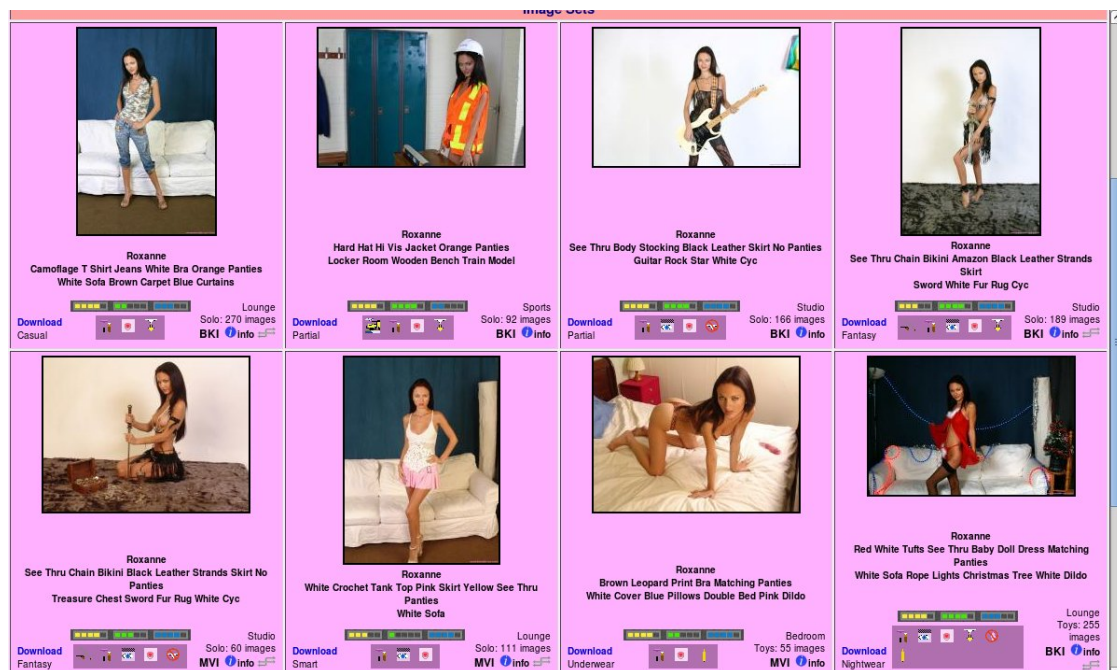 Image Sets
Roxanne
Camoflage T Shirt Jeans White Bra Orange Panties
White Sofa Brown Carpet Blue Curtains
Lounge
Download
Solo: 270 images
Casual
BKI info
Roxanne
Hard Hat Hi Vis Jacket Orange Panties
Locker Room Wooden Bench Train Model
Sports
Download
Solo: 92 images
Partial
BKI info
Roxanne
See Thru Body Stocking Black Leather Skirt No Panties
Guitar Rock Star White Cyc
Studio
Download
Solo: 166 images
Partial
BKI info
Roxanne
See Thru Chain Bikini Amazon Black Leather Strands
Skirt
Sword White Fur Rug Cyc
Studio
Download
Solo: 189 images
Fantasy
BKI info
Roxanne
See Thru Chain Bikini Black Leather Strands Skirt No
Panties
Treasure Chest Sword Fur Rug White Cyc
Studio
Download
Solo: 60 images
Fantasy
MVI info
Roxanne
White Crochet Tank Top Pink Skirt Yellow See Thru
Panties
White Sofa
Lounge
Download
Solo: 111 images
Smart
MVI info
Roxanne
Brown Leopard Print Bra Matching Panties
White Cover Blue Pillows Double Bed Pink Dildo
Bedroom
Download
Toys: 55 images
Underwear
MVI info
Roxanne
Red White Tufts See Thru Baby Doll Dress Matching
Panties
White Sofa Rope Lights Christmas Tree White Dildo
Lounge
Toys: 255
images
Download
BKI info
Nightwear